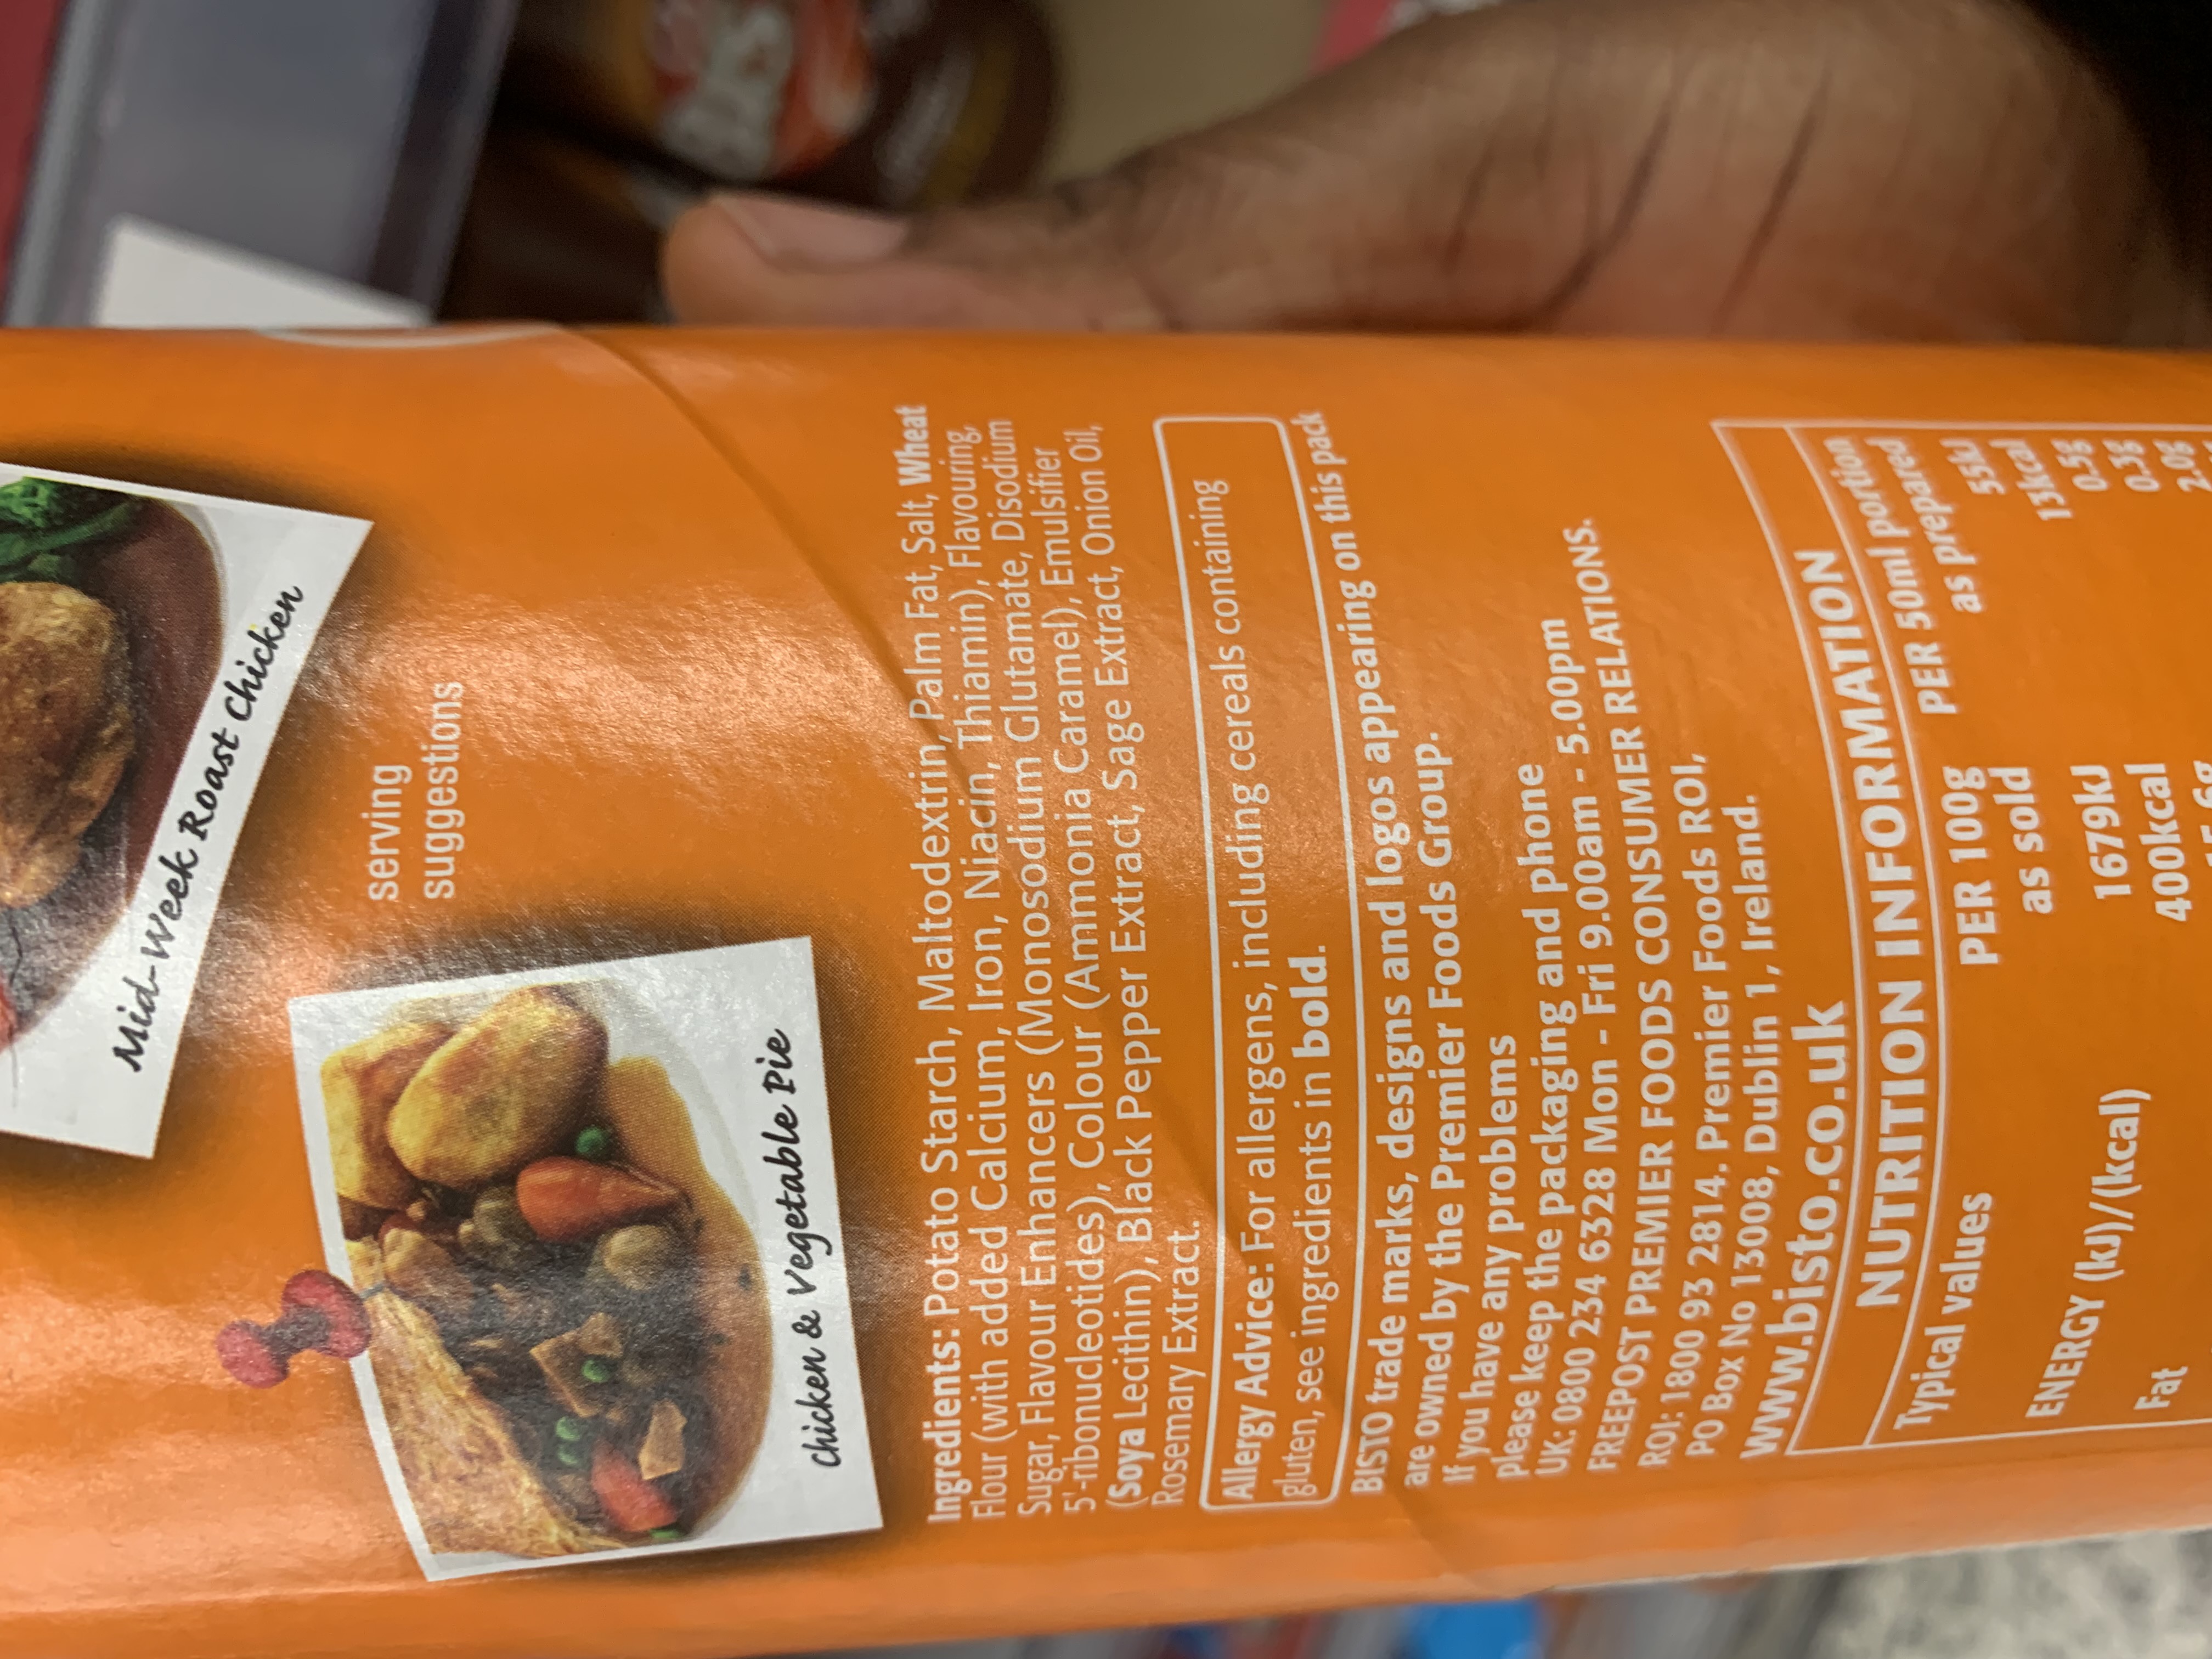 Mid-Week Roast Chicken
serving
suggestions
Chicken & Vegetable Pie
Ingredients: Potato Starch, Maltodextrin, Palm Fat, Salt, Wheat
Flour (with added Calcium, Iron, Niacin, Thiamin), Flavouring,
Sugar, Flavour Enhancers (Monosodium Glutamate, Disodium
5'-ribonucleotides), Colour (Ammonia Caramel), Emulsifier
(Soya Lecithin), Black Pepper Extract, Sage Extract, Onion Oil,
Rosemary Extract.
Allergy Advice: For allergens, including cereals containing
gluten, see ingredients in bold.
BISTO trade marks, designs and logos appearing on this pack
are owned by the Premier Foods Group.
If you have any problems
please keep the packaging and phone
UK: 0800 234 6328 Mon - Fri 9.00am - 5.00pm
FREEPOST PREMIER FOODS CONSUMER RELATIONS.
ROI: 1800 93 2814. Premier Foods ROI,
PO Box No 13008, Dublin 1, Ireland.
www.bisto.co.uk
NUTRITION INFORMATION
Typical values PER 100g as sold PER 50ml portion as prepared
ENERGY (kJ)/(kcal) 1679kJ 55kJ
400kcal 13kcal
Fat 0.5g
0.3g
2.0g